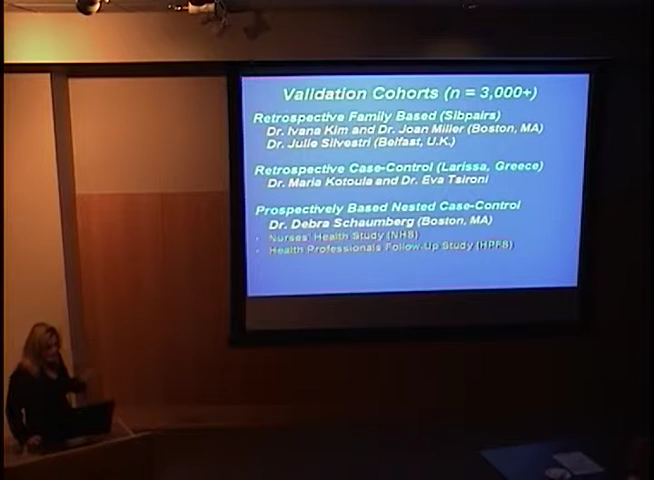 Validation Cohorts (n = 3,000+)
Retrospective Family Based (Sibpairs)
Dr. Ivana Kim and Dr. Joan Miller (Boston, MA)
Dr. Julie Silvestri (Belfast, U.K.)
Retrospective Case-Control (Larissa, Greece)
Dr. Maria Kotoula and Dr. Eva Tsironi
Prospectively Based Nested Case-Control
Dr. Debra Schaumberg (Boston, MA)
· Nurses' Health Study (NHS)
· Health Professionals Follow-Up Study (HPFS)